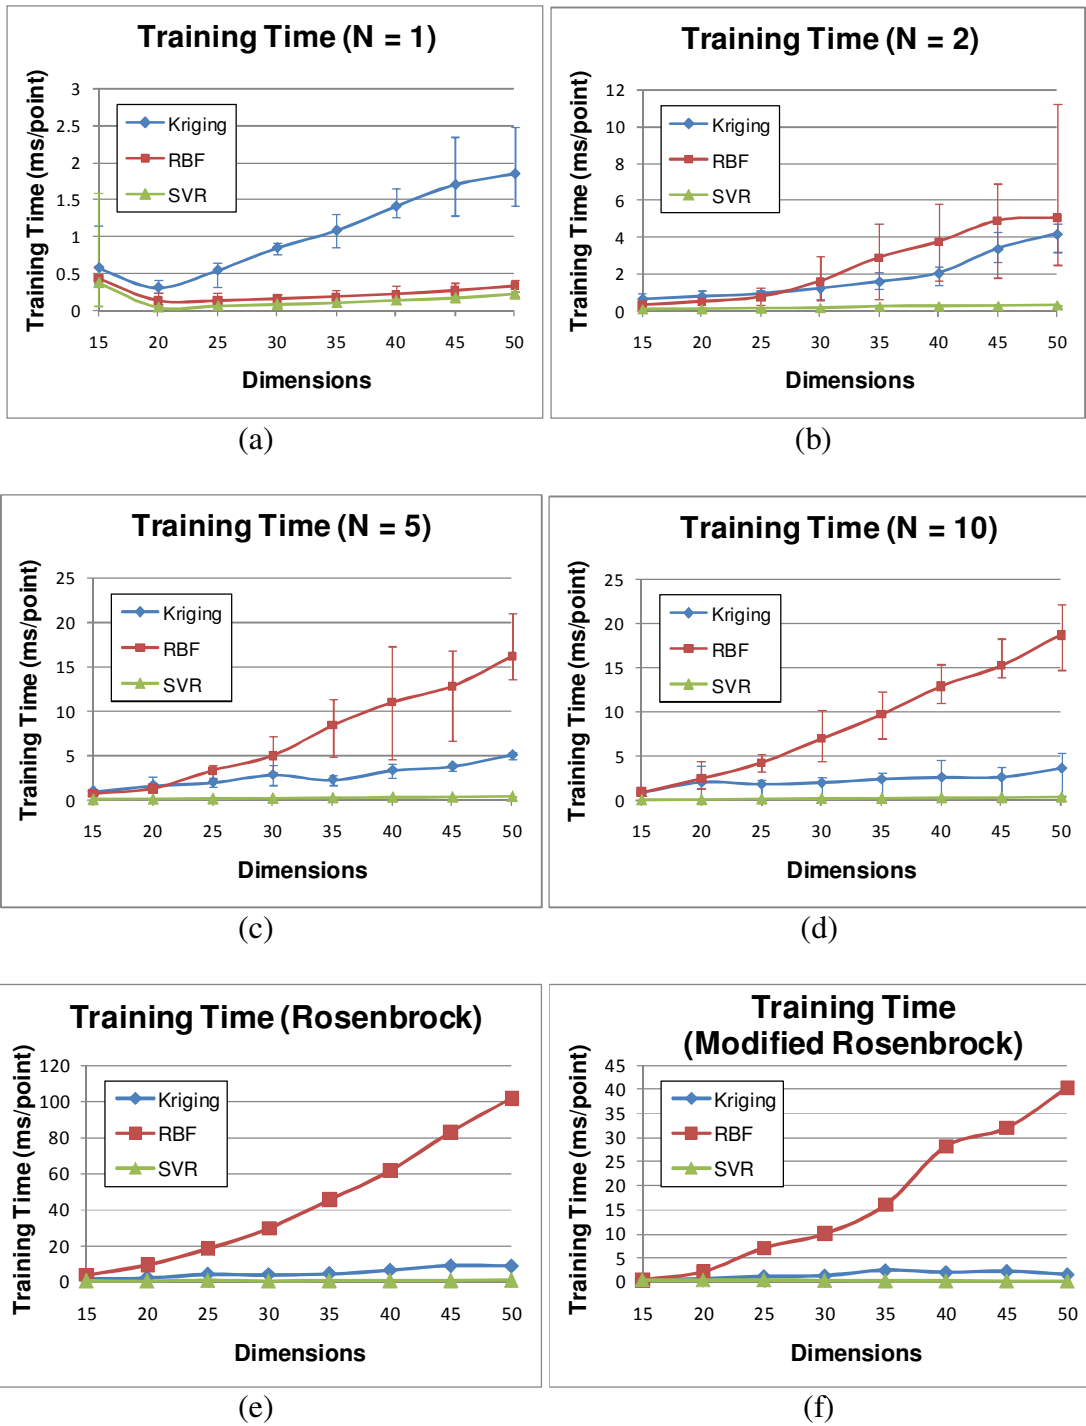 Training Time (N = 1)
Training Time (ms/point)
3
2.5
2
1.5
1
0.5
0
Kriging
RBF
SVR
15 20 25 30 35 40 45 50
Dimensions
(a)
Training Time (N = 2)
Training Time (ms/point)
12
10
8
6
4
2
0
Kriging
RBF
SVR
15 20 25 30 35 40 45 50
Dimensions
(b)
Training Time (N = 5)
Training Time (ms/point)
25
20
15
10
5
0
Kriging
RBF
SVR
15 20 25 30 35 40 45 50
Dimensions
(c)
Training Time (N = 10)
Training Time (ms/point)
25
20
15
10
5
0
Kriging
RBF
SVR
15 20 25 30 35 40 45 50
Dimensions
(d)
Training Time (Rosenbrock)
Training Time (ms/point)
120
100
80
60
40
20
0
Kriging
RBF
SVR
15 20 25 30 35 40 45 50
Dimensions
(e)
Training Time
(Modified Rosenbrock)
Training Time (ms/point)
45
40
35
30
25
20
15
10
5
0
Kriging
RBF
SVR
15 20 25 30 35 40 45 50
Dimensions
(f)